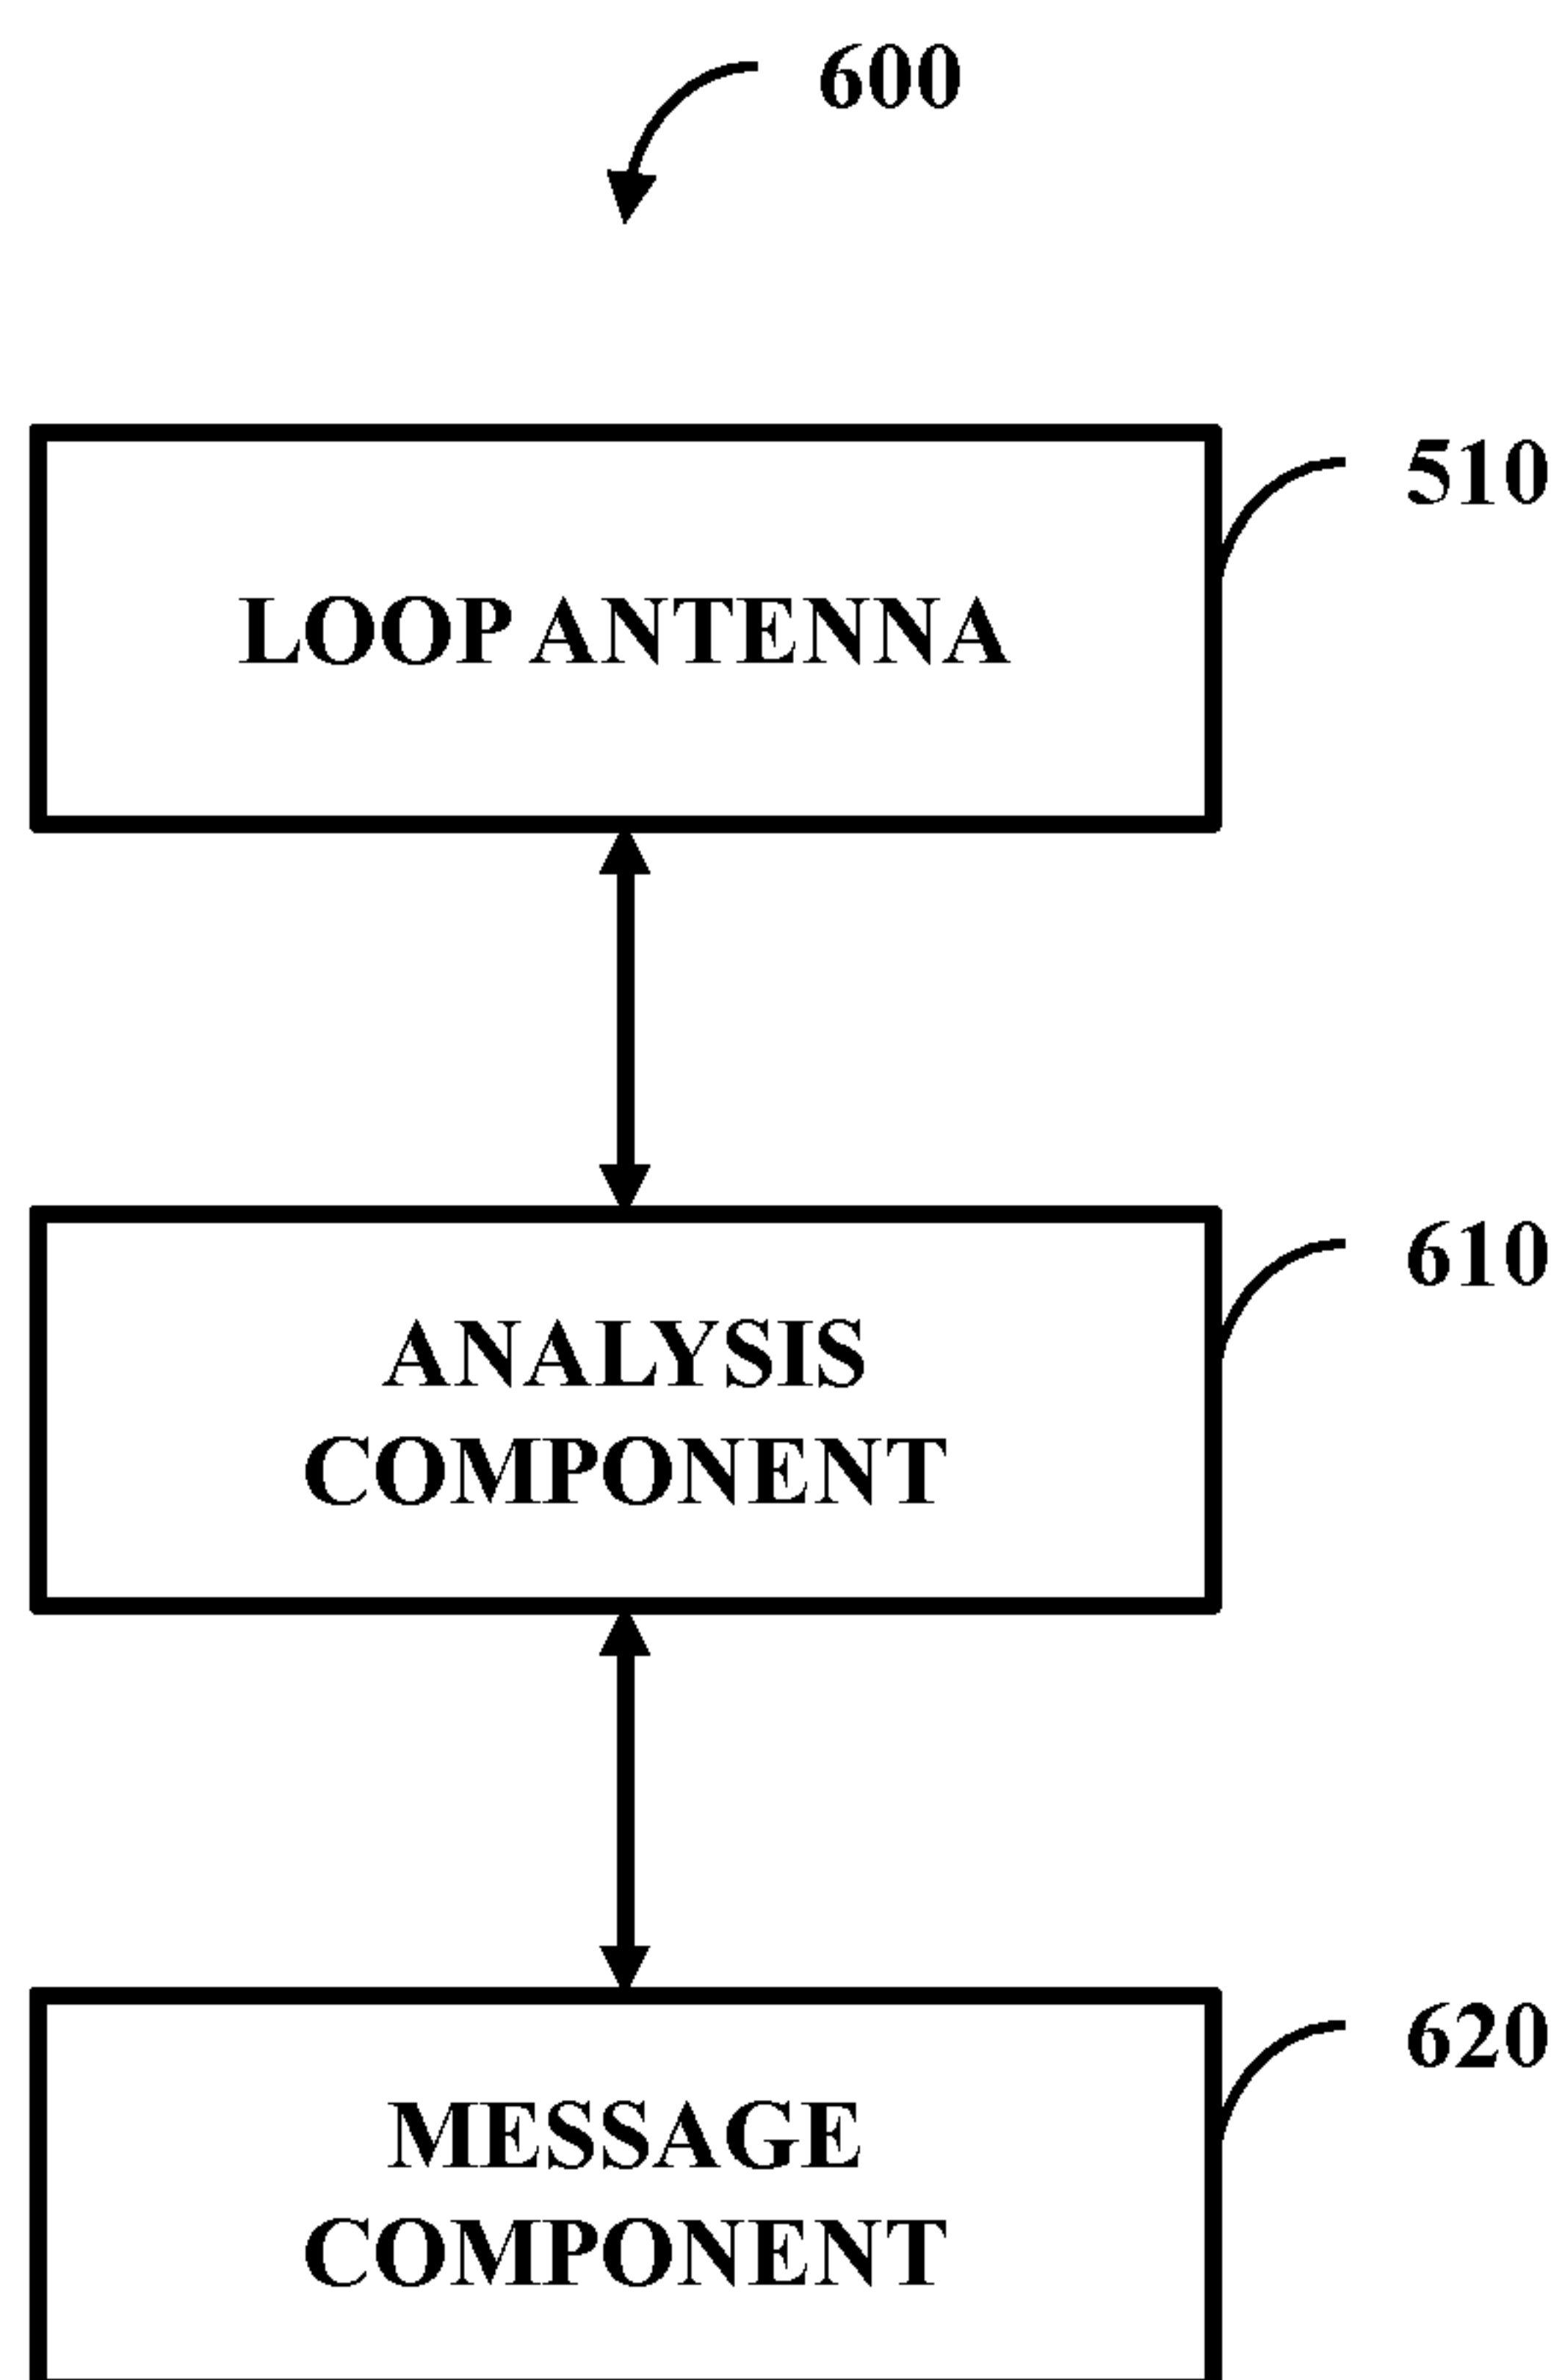 600
510
LOOP ANTENNA
610
ANALYSIS
COMPONENT
620
MESSAGE
COMPONENT